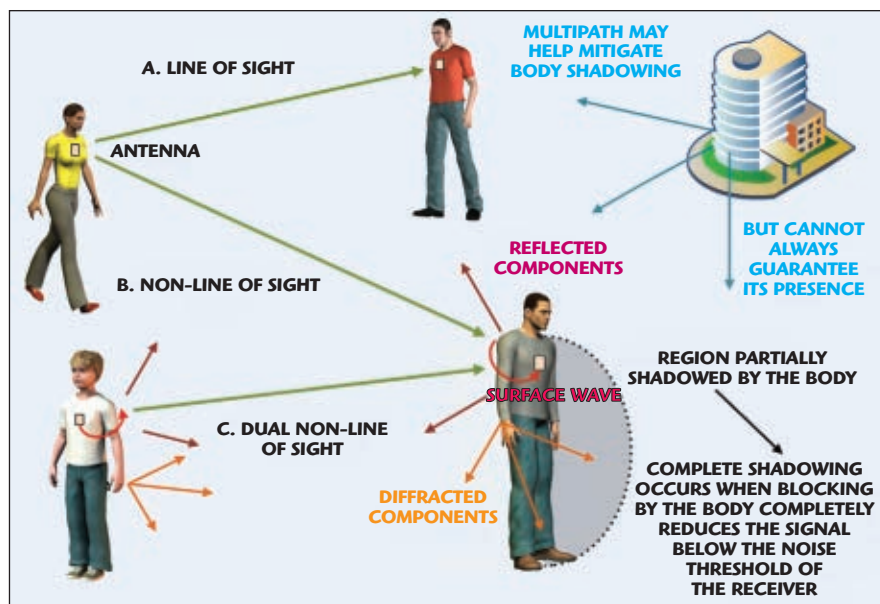 A. LINE OF SIGHT
MULTIPATH MAY
HELP MITIGATE
BODY SHADOWING
ANTENNA
B. NON-LINE OF SIGHT
REFLECTED
COMPONENTS
BUT CANNOT
ALWAYS
GUARANTEE
ITS PRESENCE
REGION PARTIALLY
SHADOWED BY THE BODY
SURFACE WAVE
C. DUAL NON-LINE
OF SIGHT
DIFFRACTED
COMPONENTS
COMPLETE SHADOWING
OCCURS WHEN BLOCKING
BY THE BODY COMPLETELY
REDUCES THE SIGNAL
BELOW THE NOISE
THRESHOLD OF
THE RECEIVER